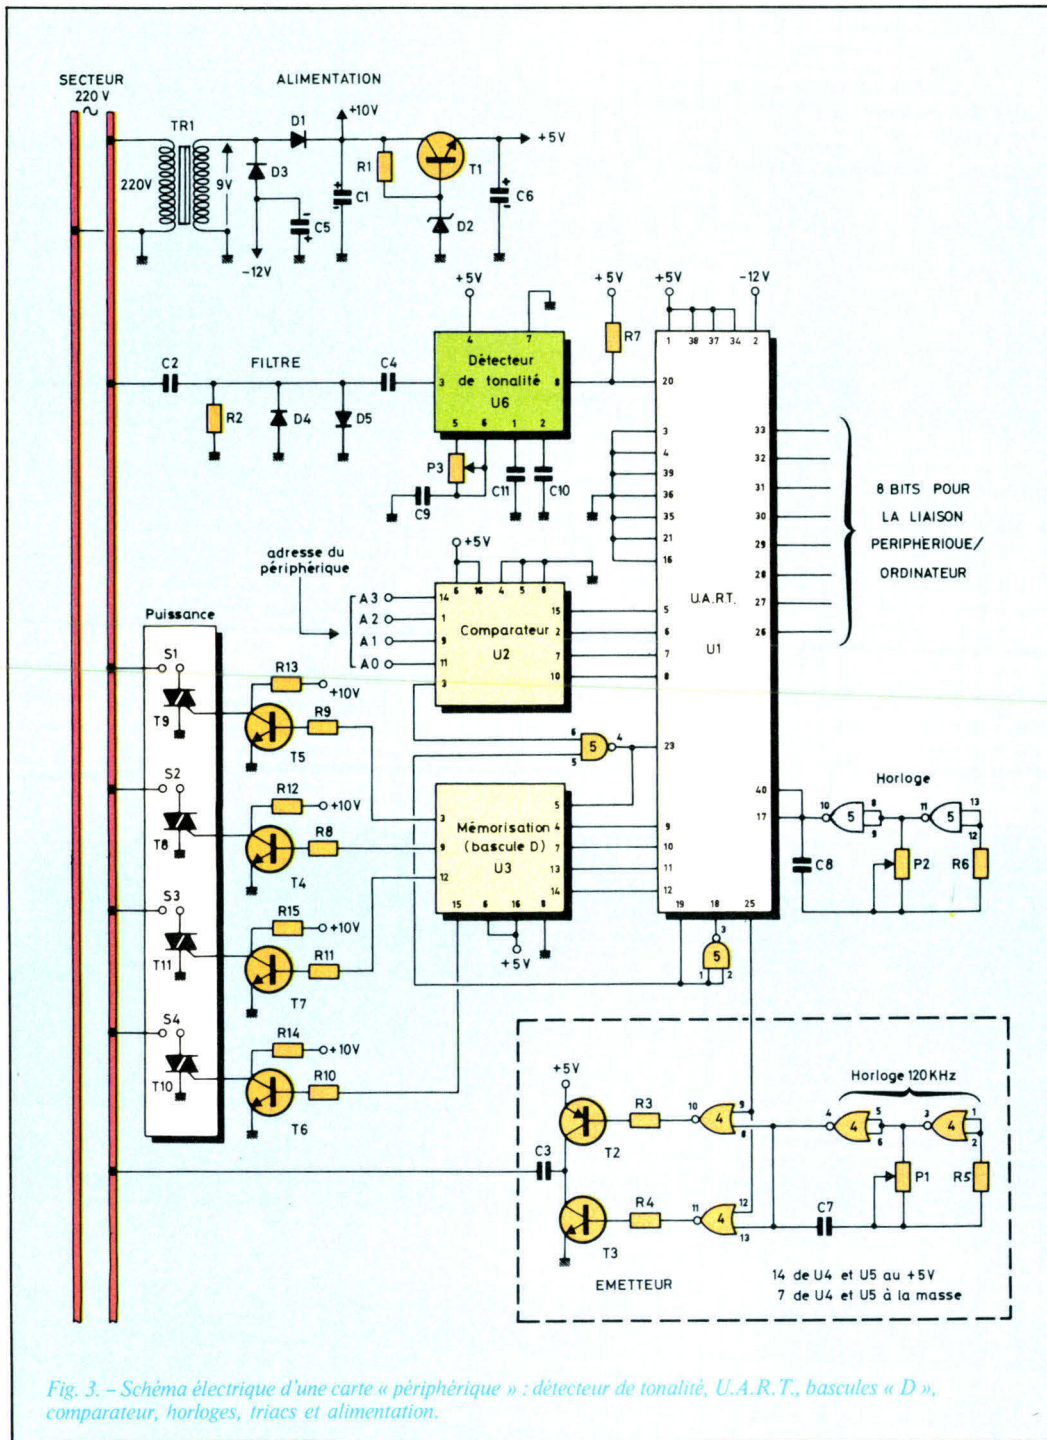 SECTEUR
220 V
~
ALIMENTATION
TR1
220V
9V
D1
+10V
D3
C5
-12V
C1
R1
T1
D2
+5V
C6
C2
FILTRE
C4
R2
D4
D5
+5V
4
7
Détecteur
de tonalité
U6
3
8
5
6
1
2
P3
C9
C11
C10
+5V
R7
+5V
-12V
1
38
37
34
2
20
3
4
39
36
35
21
16
5
6
7
8
23
9
10
11
12
19
18
25
40
17
33
32
31
30
29
28
27
26
U.A.R.T.
U1
8 BITS POUR
LA LIAISON
PERIPHERIQUE/
ORDINATEUR
adresse du
périphérique
A3
A2
A1
A0
+5V
6
16
4
5
8
14
1
9
11
3
15
2
7
10
Comparateur
U2
6
5
5
4
Puissance
S1
T9
R13
+10V
R9
T5
S2
T8
R12
+10V
R8
T4
S3
T11
R15
+10V
R11
T7
S4
T10
R14
+10V
R10
T6
Mémorisation
(bascule D)
U3
3
9
12
15
6
16
8
5
4
7
13
14
+5V
3
5
1
2
Horloge
10
5
8
9
11
5
13
12
C8
P2
R6
+5V
T2
R3
10
4
9
8
Horloge 120KHz
4
4
5
6
3
4
1
2
C3
T3
R4
11
4
12
13
C7
P1
R5
EMETTEUR
14 de U4 et U5 au +5V
7 de U4 et U5 à la masse
Fig. 3. – Schéma électrique d'une carte « périphérique » : détecteur de tonalité, U.A.R.T., bascules « D »,
comparateur, horloges, triacs et alimentation.